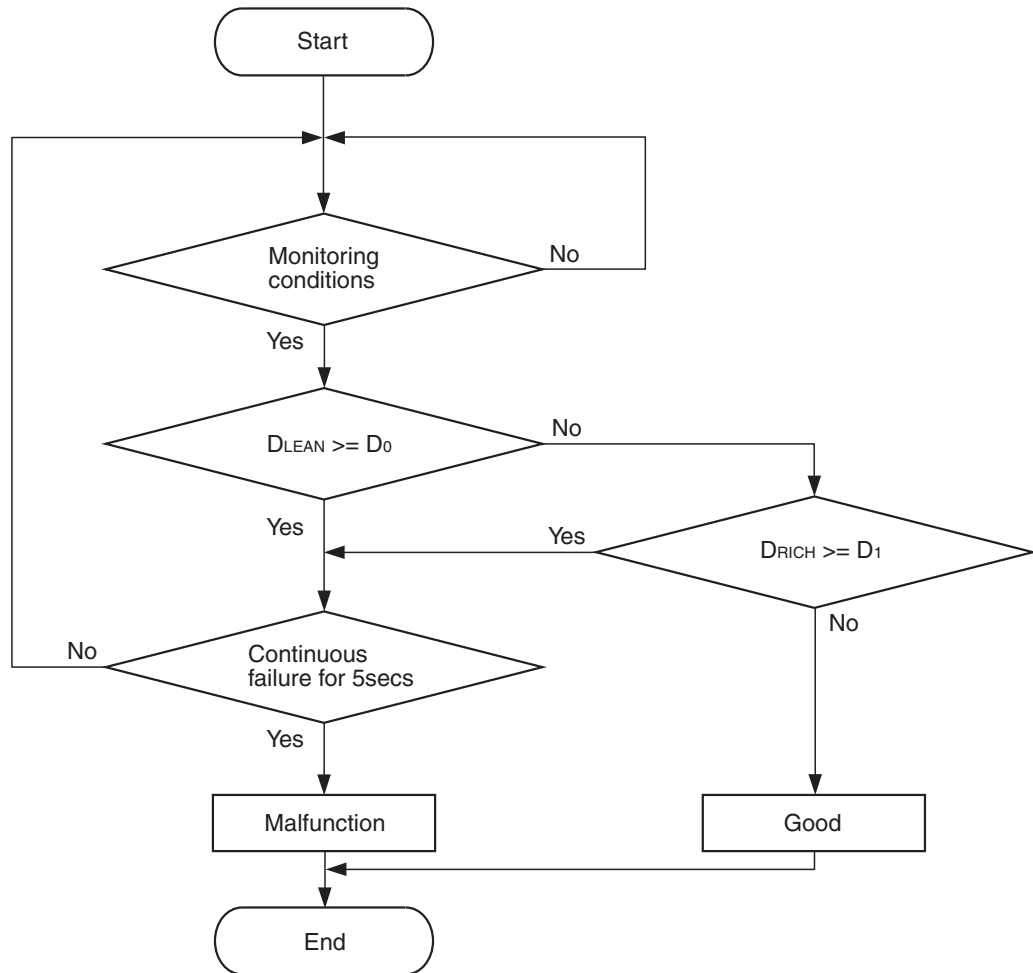 Start
Monitoring
conditions
No
Yes
DLEAN >= D0
No
Yes
Yes
DRICH >= D1
No
No
Continuous
failure for 5secs
Yes
Malfunction
Good
End